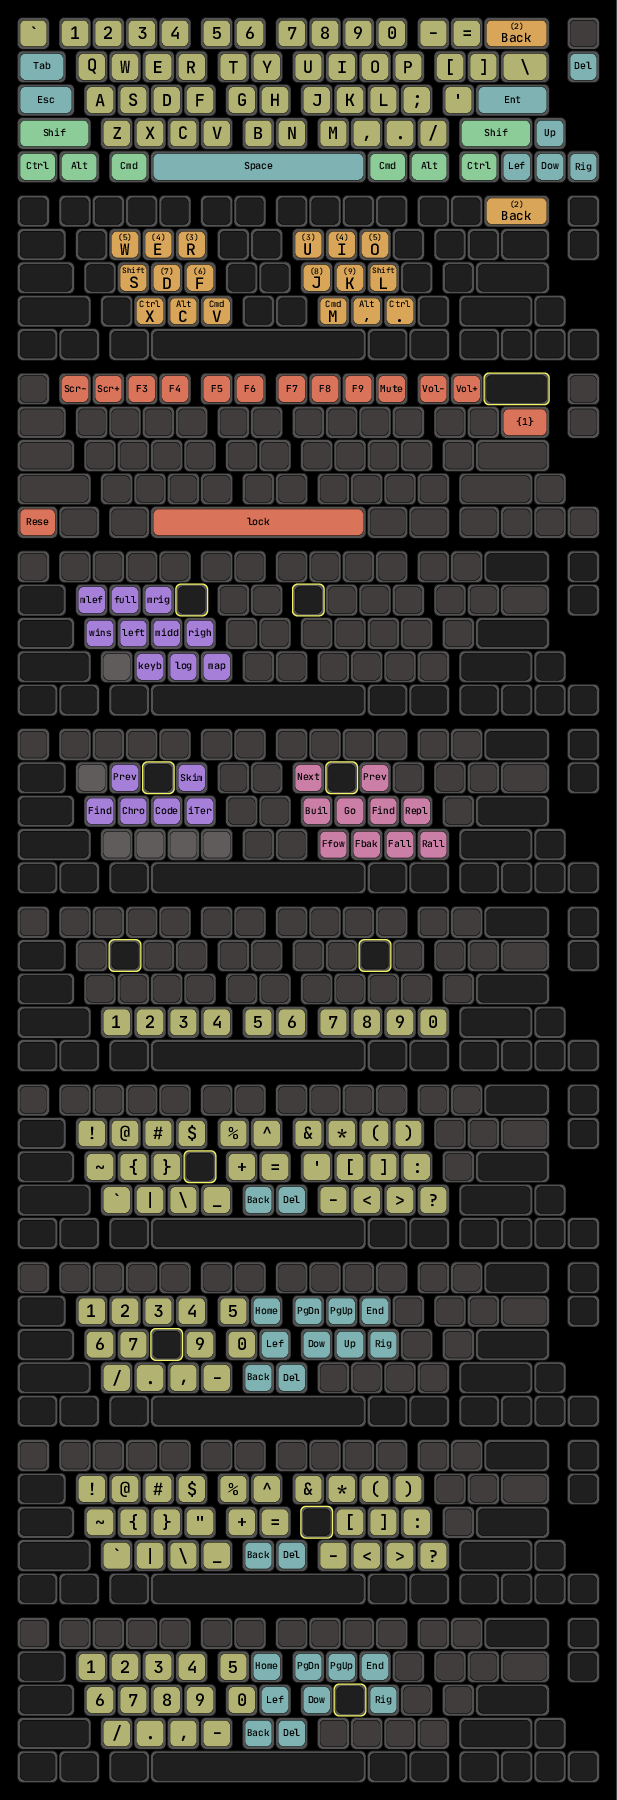 ` 1 2 3 4 5 6 7 8 9 0 - = (2) Back
Tab Q W E R T Y U I O P [ ] \ Del
Esc A S D F G H J K L ; ' Ent
Shif Z X C V B N M , . / Shif Up
Ctrl Alt Cmd Space Cmd Alt Ctrl Lef Dow Rig
(2) Back
(5) W (4) E (3) R (3) U (4) I (5) O
Shift S (7) D (6) F (8) J (9) K Shift L
Ctrl X Alt C Cmd V Cmd M Alt , Ctrl .
Scr- Scr+ F3 F4 F5 F6 F7 F8 F9 Mute Vol- Vol+
{1}
Rese lock
mlef full mrig
wins left midd righ
keyb log map
Prev Skim Next Prev
Find Chro Code iTer Buil Go Find Repl
Ffow Fbak Fall Rall
1 2 3 4 5 6 7 8 9 0
! @ # $ % ^ & * ( )
~ { } + = ' [ ] :
` | \ _ Back Del - < > ?
1 2 3 4 5 Home PgDn PgUp End
6 7 9 0 Lef Dow Up Rig
/ . , - Back Del
! @ # $ % ^ & * ( )
~ { } " + = [ ] :
` | \ _ Back Del - < > ?
1 2 3 4 5 Home PgDn PgUp End
6 7 8 9 0 Lef Dow Rig
/ . , - Back Del